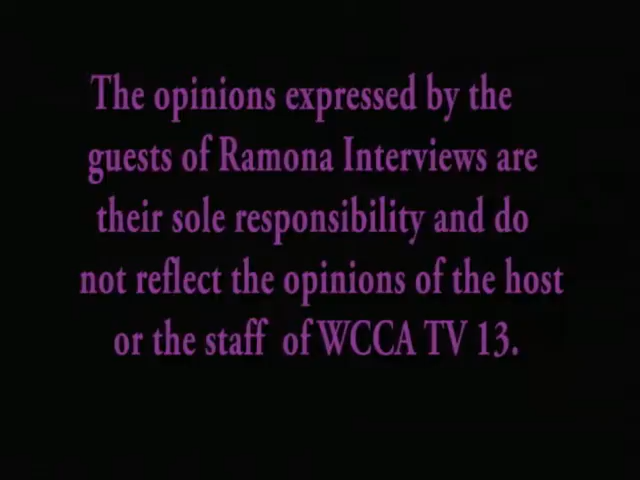 The opinions expressed by the
guests of Ramona Interviews are
their sole responsibility and do
not reflect the opinions of the host
or the staff of WCCA TV 13.